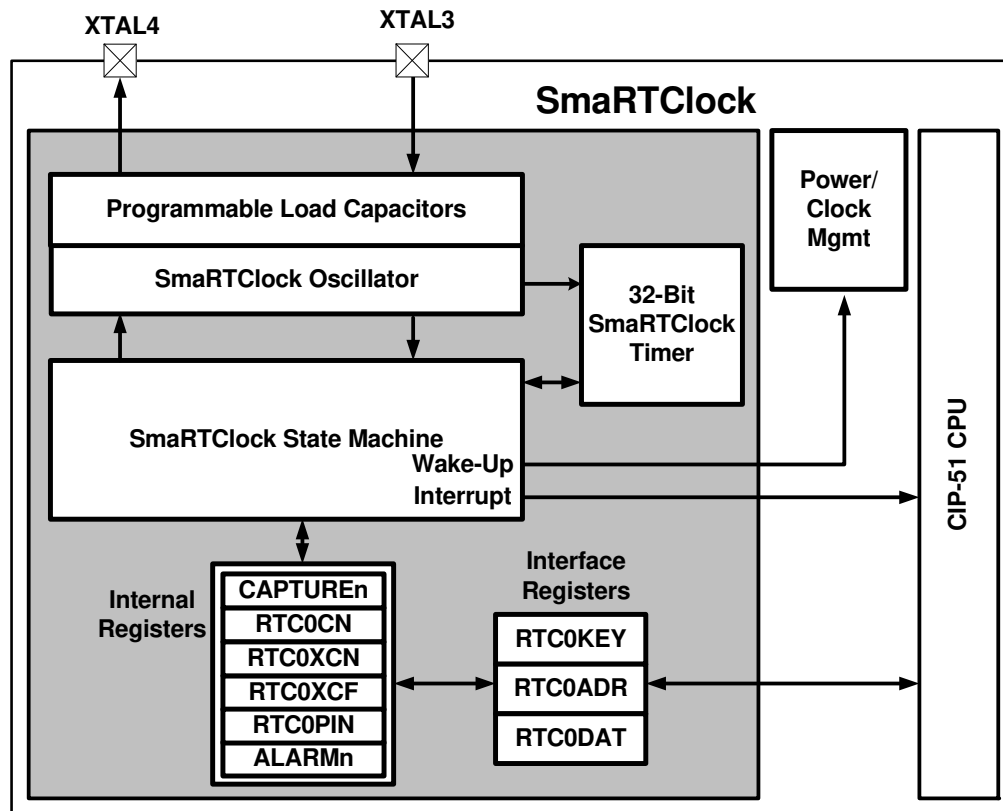 XTAL4
XTAL3
SmaRTClock
Programmable Load Capacitors
SmaRTClock Oscillator
32-Bit
SmaRTClock
Timer
Power/
Clock
Mgmt
CIP-51 CPU
SmaRTClock State Machine
Wake-Up
Interrupt
Internal
Registers
CAPTUREn
RTC0CN
RTC0XCN
RTC0XCF
RTC0PIN
ALARMn
Interface
Registers
RTC0KEY
RTC0ADR
RTC0DAT